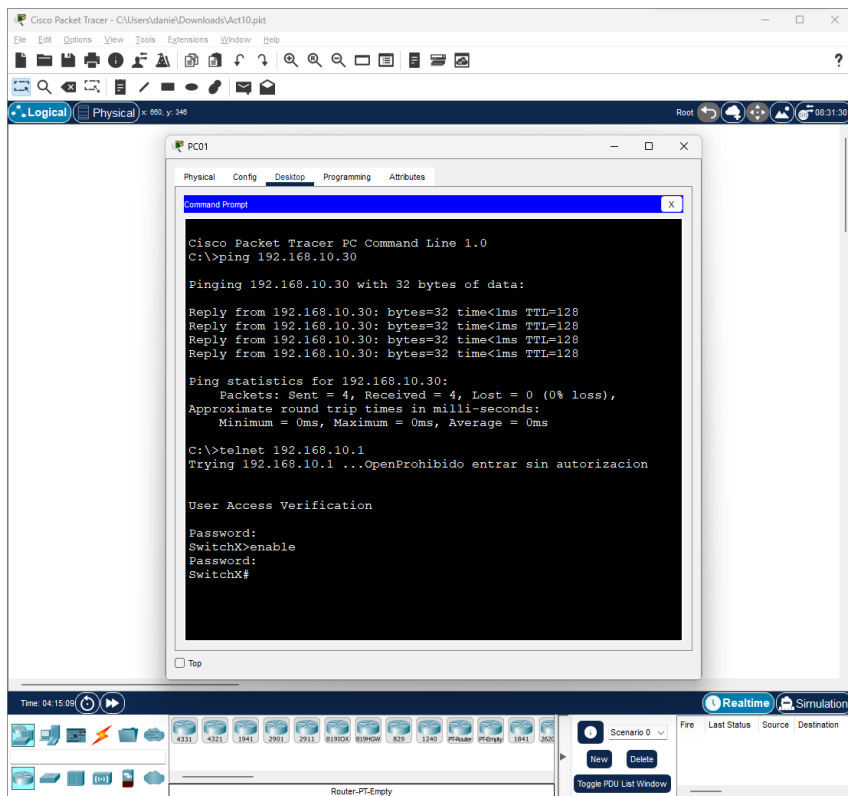 Cisco Packet Tracer - C:\Users\danie\Downloads\Act10.pkt
File Edit Options View Tools Extensions Window Help
?
Logical Physical x: 660, y: 346 Root 08:31:30
PC01
Physical Config Desktop Programming Attributes
Command Prompt X
Cisco Packet Tracer PC Command Line 1.0
C:\>ping 192.168.10.30
Pinging 192.168.10.30 with 32 bytes of data:
Reply from 192.168.10.30: bytes=32 time<1ms TTL=128
Reply from 192.168.10.30: bytes=32 time<1ms TTL=128
Reply from 192.168.10.30: bytes=32 time<1ms TTL=128
Reply from 192.168.10.30: bytes=32 time<1ms TTL=128
Ping statistics for 192.168.10.30:
Packets: Sent = 4, Received = 4, Lost = 0 (0% loss),
Approximate round trip times in milli-seconds:
Minimum = 0ms, Maximum = 0ms, Average = 0ms
C:\>telnet 192.168.10.1
Trying 192.168.10.1 ...OpenProhibido entrar sin autorizacion
User Access Verification
Password:
SwitchX>enable
Password:
SwitchX#
Top
Time: 04:15:09 Realtime Simulation
4331 4321 1941 2901 2911 819IOX 819HGW 829 1240 PT-Router PT-Empty 1841
Scenario 0 Fire Last Status Source Destination
New Delete
Toggle PDU List Window
Router-PT-Empty